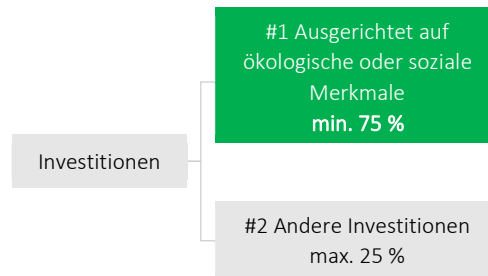 #1 Ausgerichtet auf
ökologische oder soziale
Merkmale
min. 75 %
Investitionen
#2 Andere Investitionen
max. 25 %